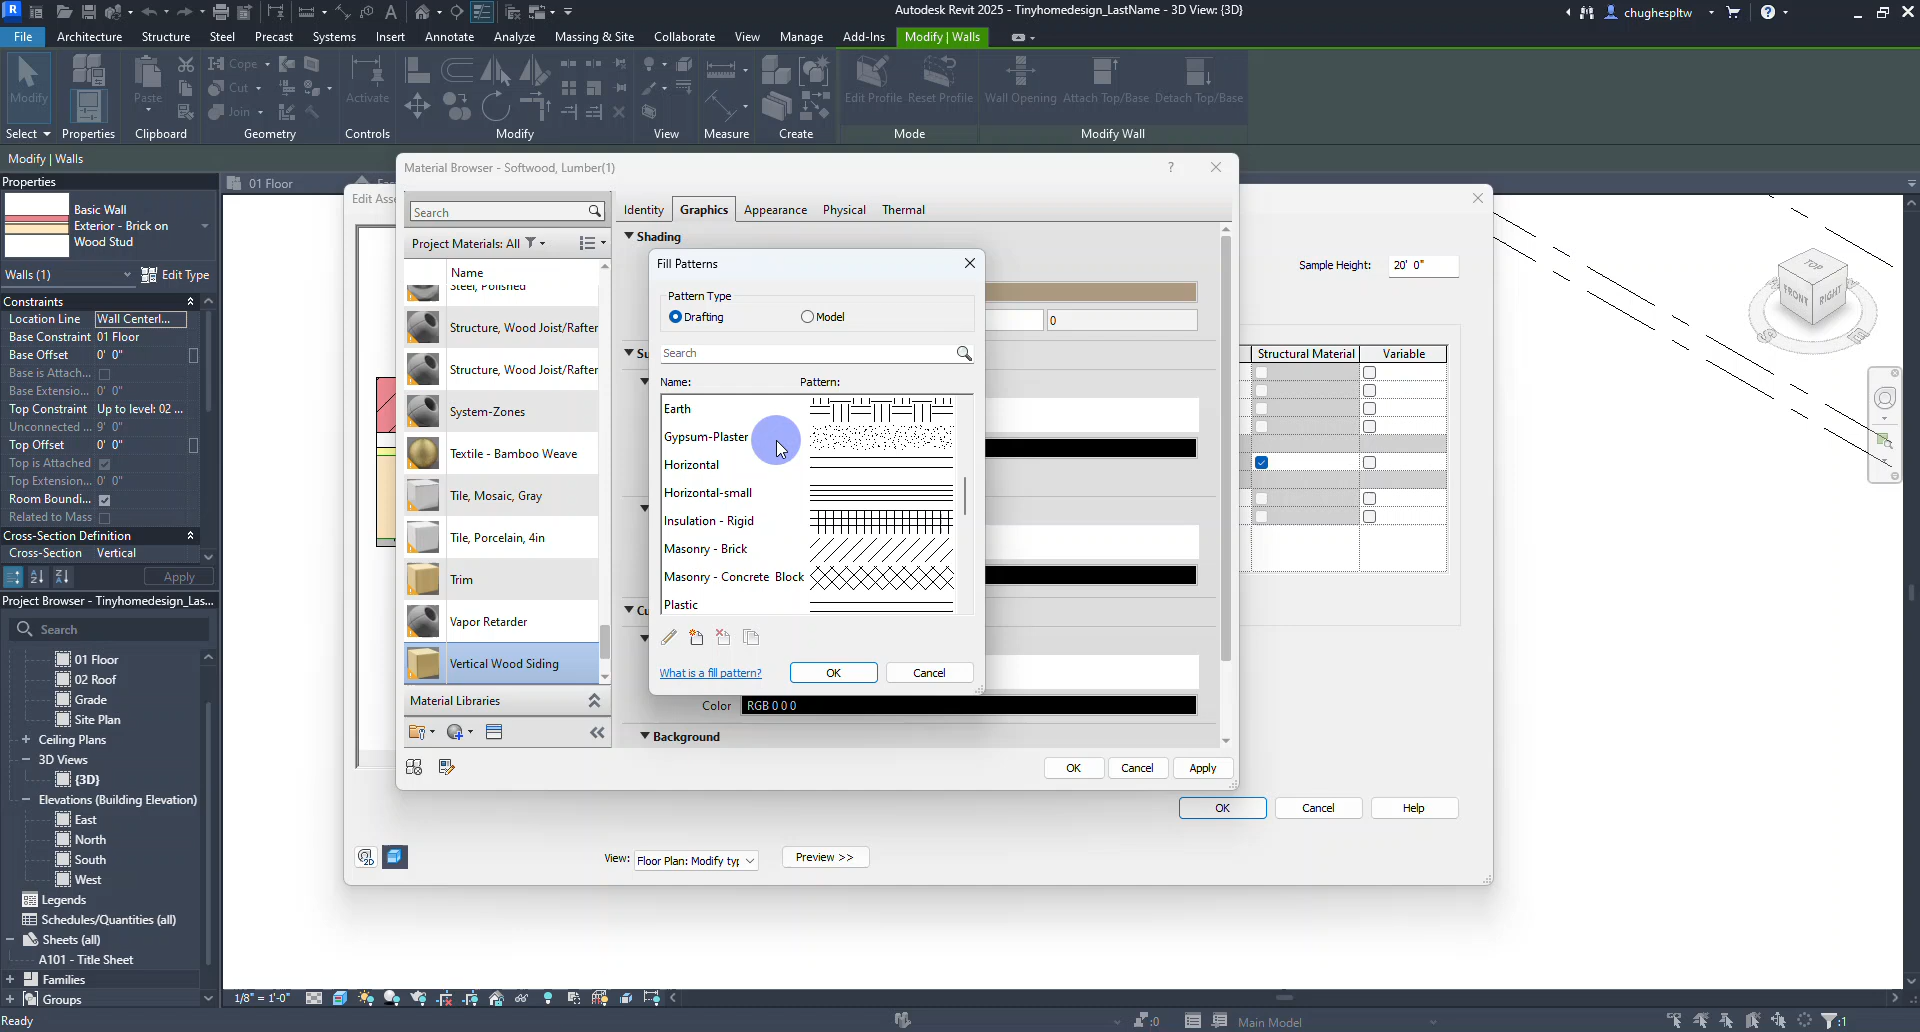 Autodesk Revit 2025 - Tinyhomedesign_LastName - 3D View: {3D}
chughespltw
File Architecture Structure Steel Precast Systems Insert Annotate Analyze Massing & Site Collaborate View Manage Add-Ins Modify | Walls
Modify
Paste
Cope
Cut
Join
Activate
Edit Profile Reset Profile Wall Opening Attach Top/Base Detach Top/Base
Select Properties Clipboard Geometry Controls Modify View Measure Create Mode Modify Wall
Modify | Walls
Properties
Basic Wall
Exterior - Brick on
Wood Stud
Walls (1) Edit Type
Constraints
Location Line Wall Centerl...
Base Constraint 01 Floor
Base Offset 0' 0"
Base is Attach...
Base Extensio... 0' 0"
Top Constraint Up to level: 02 ...
Unconnected ... 9' 0"
Top Offset 0' 0"
Top is Attached
Top Extension... 0' 0"
Room Boundi...
Related to Mass
Cross-Section Definition
Cross-Section Vertical
Apply
Project Browser - Tinyhomedesign_Las...
Search
01 Floor
02 Roof
Grade
Site Plan
Ceiling Plans
3D Views
{3D}
Elevations (Building Elevation)
East
North
South
West
Legends
Schedules/Quantities (all)
Sheets (all)
A101 - Title Sheet
Families
Groups
01 Floor
Edit Ass
Material Browser - Softwood, Lumber(1)
?
Search
Project Materials: All
Name
Steel, Polished
Structure, Wood Joist/Rafter
Structure, Wood Joist/Rafter
System-Zones
Textile - Bamboo Weave
Tile, Mosaic, Gray
Tile, Porcelain, 4in
Trim
Vapor Retarder
Vertical Wood Siding
Material Libraries
Identity Graphics Appearance Physical Thermal
Shading
0
Su
Cu
Color RGB 0 0 0
Background
OK Cancel Apply
Fill Patterns
Pattern Type
Drafting Model
Search
Name: Pattern:
Earth
Gypsum-Plaster
Horizontal
Horizontal-small
Insulation - Rigid
Masonry - Brick
Masonry - Concrete Block
Plastic
What is a fill pattern? OK Cancel
Sample Height: 20' 0"
Structural Material Variable
OK Cancel Help
View: Floor Plan: Modify typ Preview >>
TOP
FRONT
RIGHT
1/8" = 1'-0"
Ready
:0
Main Model
:1